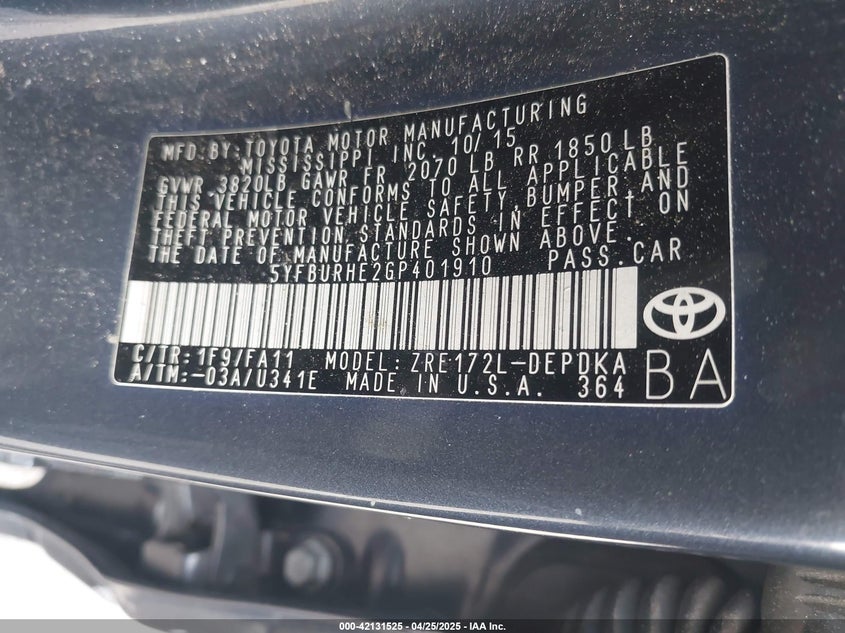 MFD.BY:TOYOTA MOTOR MANUFACTURING
MISSISSIPPI, INC. 10/15
GVWR 3820LB GAWR FR 2070 LB RR 1850 LB
THIS VEHICLE CONFORMS TO ALL APPLICABLE
FEDERAL MOTOR VEHICLE SAFETY,BUMPER,AND
THEFT PREVENTION STANDARDS IN EFFECT ON
THE DATE OF MANUFACTURE SHOWN ABOVE.
5YFBURHE2GP401910 PASS.CAR
C/TR:1F9/FA11 MODEL:ZRE172L-DEPDKA
A/TM:-03A/U341E MADE IN U.S.A. 364
BA
000-42131525 - 04/25/2025 - IAA Inc.